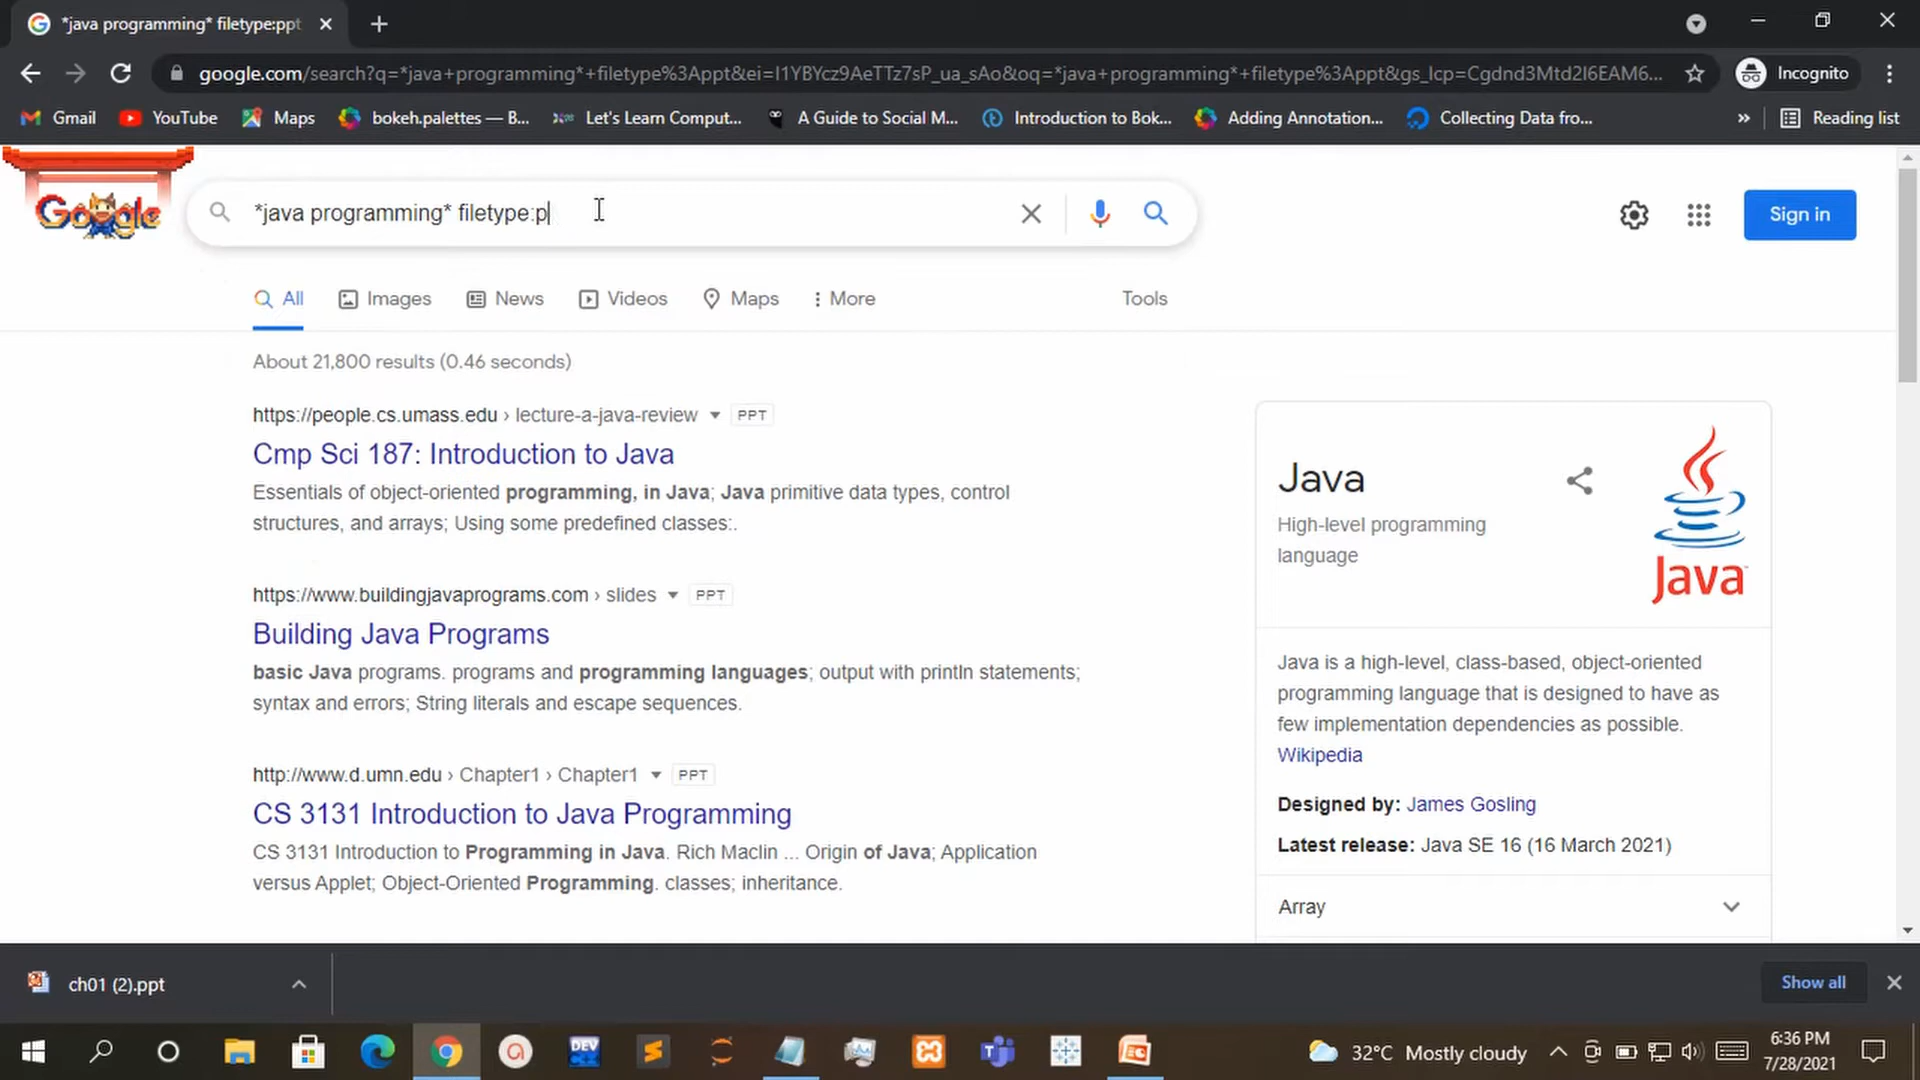 *java programming* filetype:ppt
google.com/search?q=*java+programming*+filetype%3Appt&ei=I1YBYcz9AeTTz7sP_ua_sAo&oq=*java+programming*+filetype%3Appt&gs_lcp=Cgdnd3Mtd2l6EAM6...
Incognito
Gmail
YouTube
Maps
bokeh.palettes — B...
Let's Learn Comput...
A Guide to Social M...
Introduction to Bok...
Adding Annotation...
Collecting Data fro...
»
Reading list
Google
*java programming* filetype:p
Sign in
All
Images
News
Videos
Maps
More
Tools
About 21,800 results (0.46 seconds)
https://people.cs.umass.edu › lecture-a-java-review PPT
Cmp Sci 187: Introduction to Java
Essentials of object-oriented programming, in Java; Java primitive data types, control
structures, and arrays; Using some predefined classes:.
https://www.buildingjavaprograms.com › slides PPT
Building Java Programs
basic Java programs. programs and programming languages; output with println statements;
syntax and errors; String literals and escape sequences.
http://www.d.umn.edu › Chapter1 › Chapter1 PPT
CS 3131 Introduction to Java Programming
CS 3131 Introduction to Programming in Java. Rich Maclin ... Origin of Java; Application
versus Applet; Object-Oriented Programming. classes; inheritance.
Java
High-level programming
language
Java
Java is a high-level, class-based, object-oriented
programming language that is designed to have as
few implementation dependencies as possible.
Wikipedia
Designed by: James Gosling
Latest release: Java SE 16 (16 March 2021)
Array
ch01 (2).ppt
Show all
DEV
32°C Mostly cloudy
6:36 PM
7/28/2021